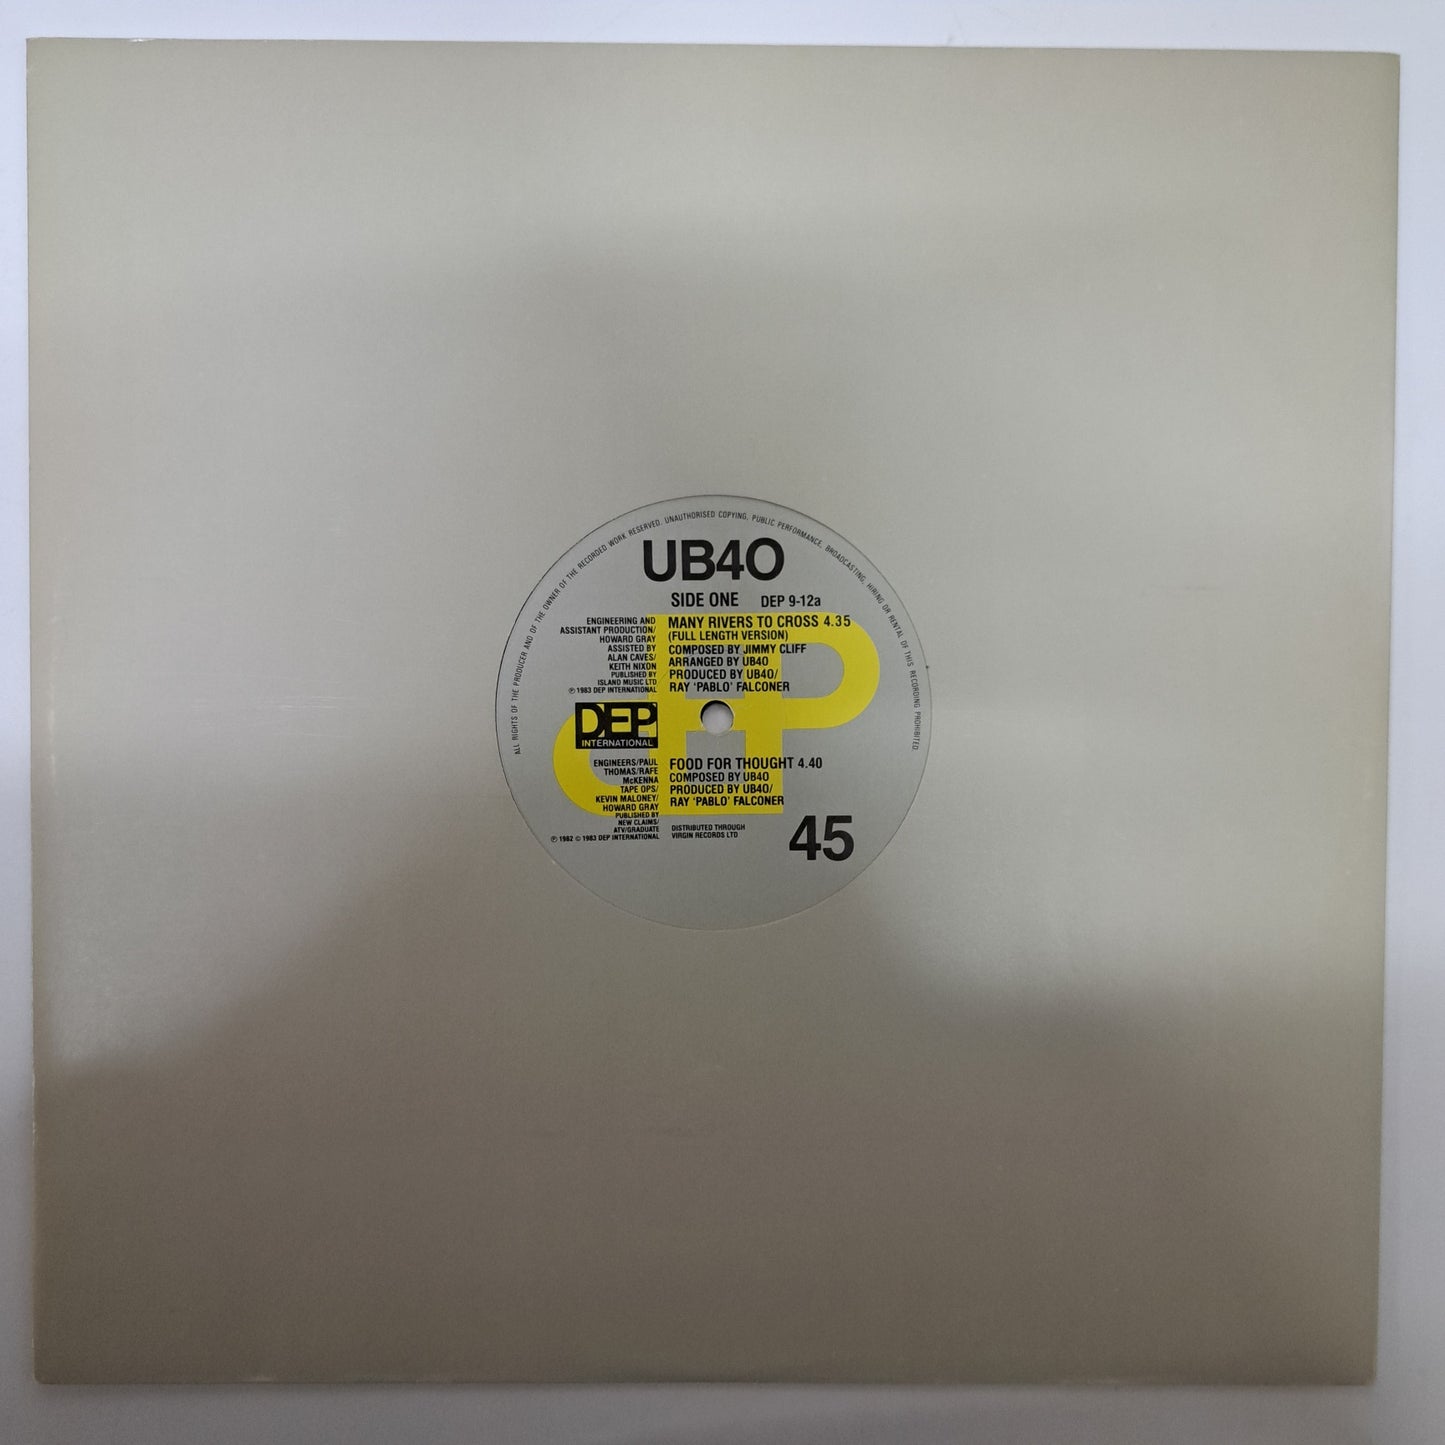 ALL RIGHTS OF THE PRODUCER AND OF THE OWNER OF THE RECORDED WORK RESERVED. UNAUTHORISED COPYING, PUBLIC PERFORMANCE, BROADCASTING, HIRING OR RENTAL OF THIS RECORDING PROHIBITED.
UB40
SIDE ONE DEP 9-12a
ENGINEERING AND
ASSISTANT PRODUCTION/
HOWARD GRAY
ASSISTED BY
ALAN CAVES/
KEITH NIXON
PUBLISHED BY
ISLAND MUSIC LTD
℗ 1983 DEP INTERNATIONAL
MANY RIVERS TO CROSS 4.35
(FULL LENGTH VERSION)
COMPOSED BY JIMMY CLIFF
ARRANGED BY UB40
PRODUCED BY UB40/
RAY ‘PABLO’ FALCONER
DEP
INTERNATIONAL
ENGINEERS/PAUL
THOMAS/RAFE
McKENNA
TAPE OPS/
KEVIN MALONEY/
HOWARD GRAY
PUBLISHED BY
NEW CLAIMS/
ATV/GRADUATE
℗ 1982 © 1983 DEP INTERNATIONAL
FOOD FOR THOUGHT 4.40
COMPOSED BY UB40
PRODUCED BY UB40/
RAY ‘PABLO’ FALCONER
DISTRIBUTED THROUGH
VIRGIN RECORDS LTD
45